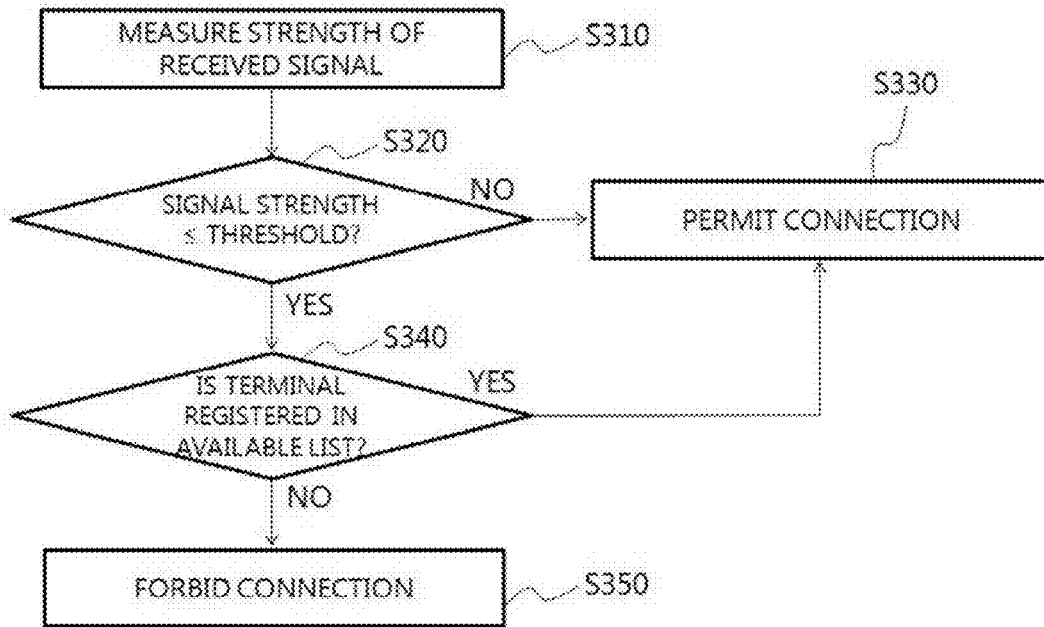 MEASURE STRENGTH OF
RECEIVED SIGNAL
S310
S330
S320
SIGNAL STRENGTH
≤ THRESHOLD?
NO
PERMIT CONNECTION
YES
S340
IS TERMINAL
REGISTERED IN
AVAILABLE LIST?
YES
NO
FORBID CONNECTION
S350